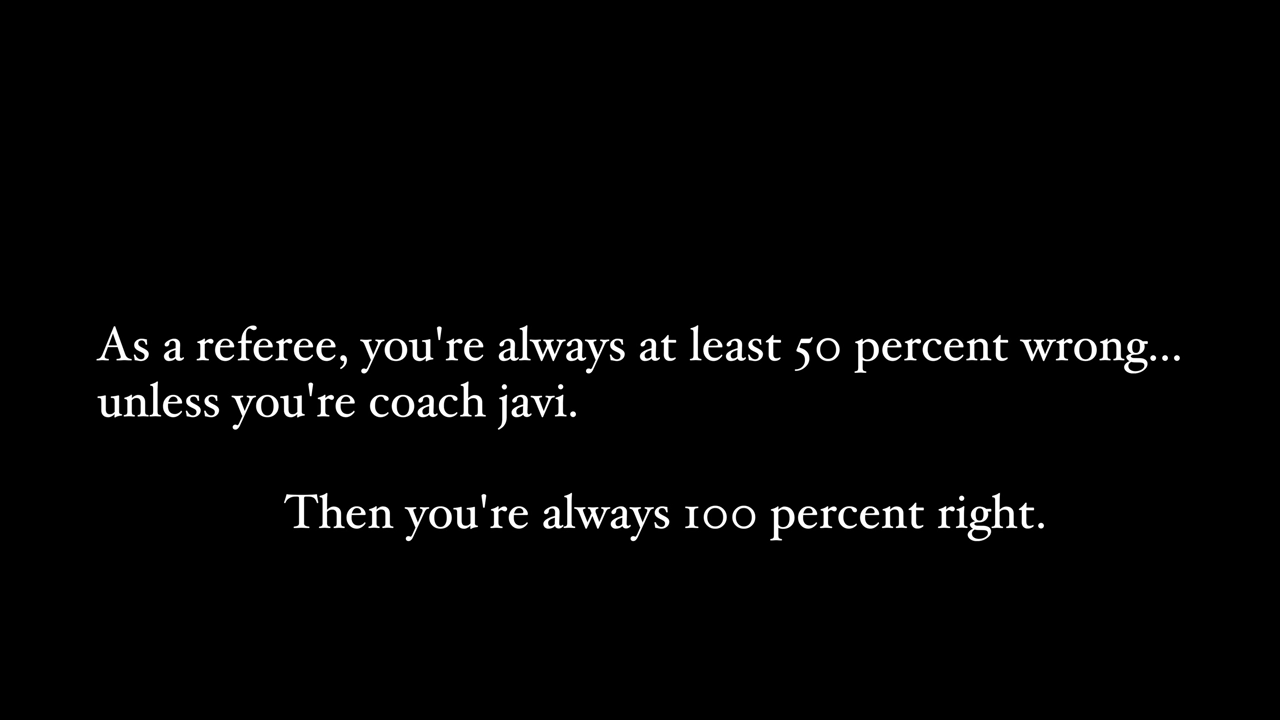 As a referee, you're always at least 50 percent wrong...
unless you're coach javi.
Then you're always 100 percent right.